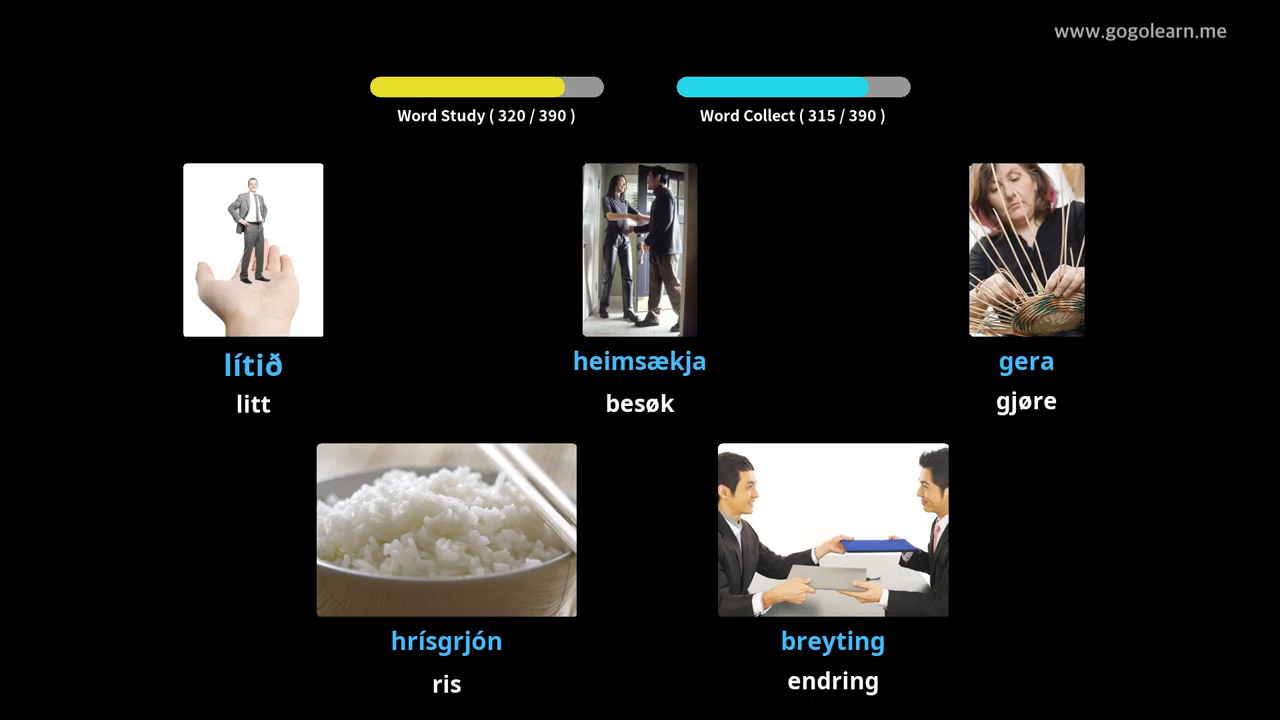 www.gogolearn.me
Word Study ( 320 / 390 )
Word Collect ( 315 / 390 )
lítið
litt
heimsækja
besøk
gera
gjøre
hrísgrjón
ris
breyting
endring